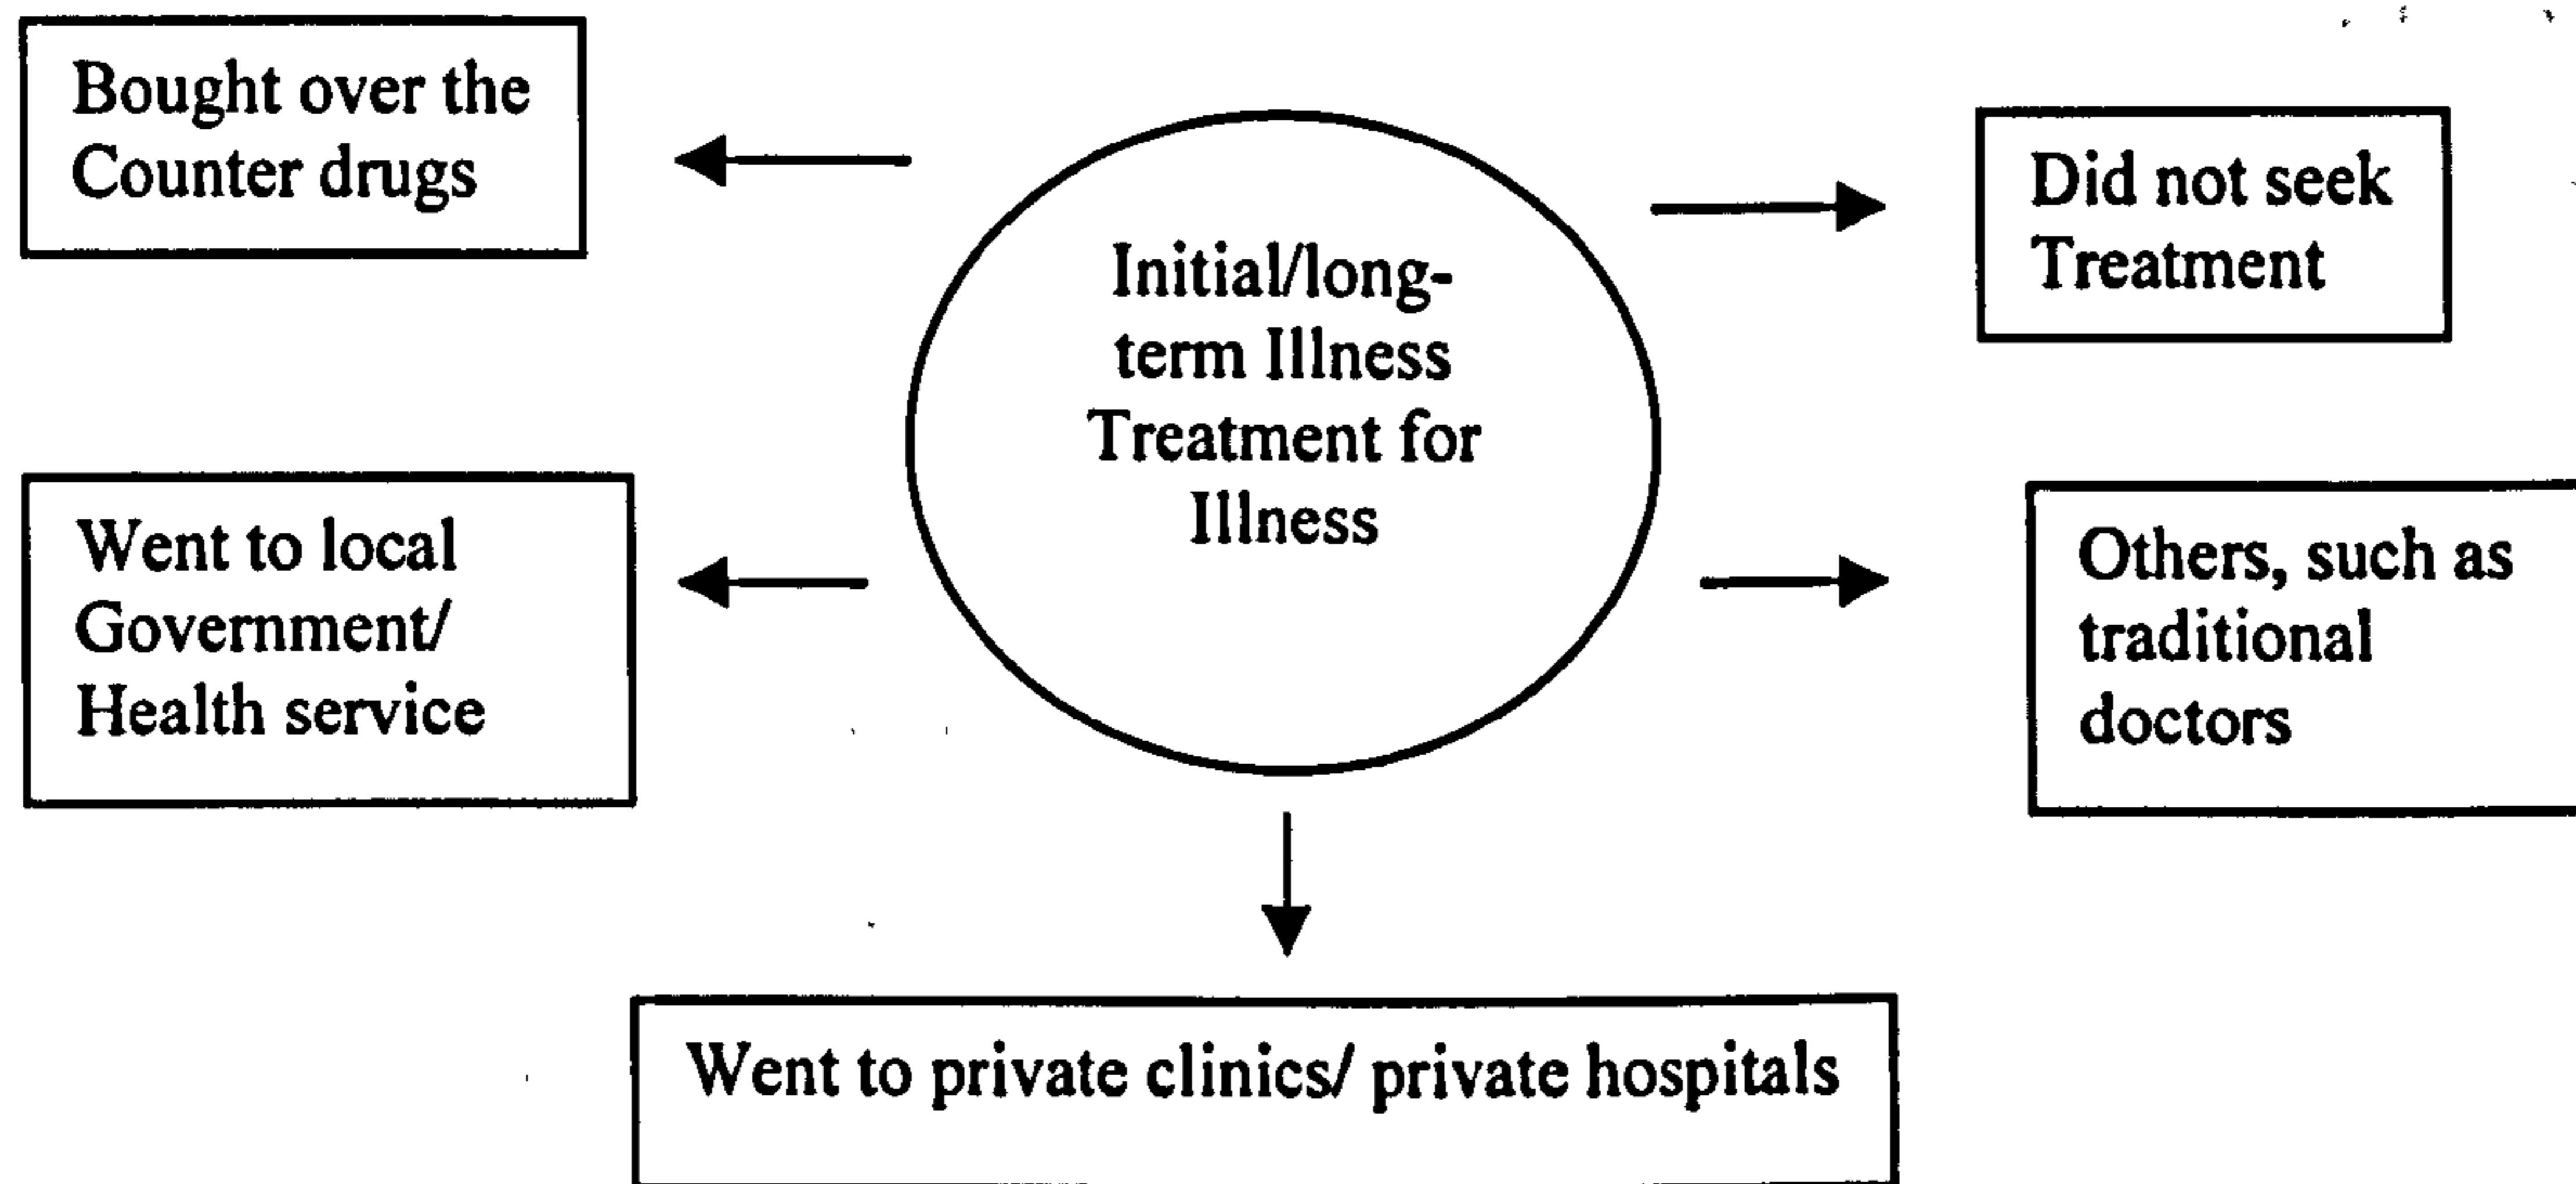 Bought over the
Counter drugs
Did not seek
Treatment
Initial/long-
term Illness
Treatment for
Illness
Went to local
Government/
Health service
Others, such as
traditional
doctors
Went to private clinics/ private hospitals